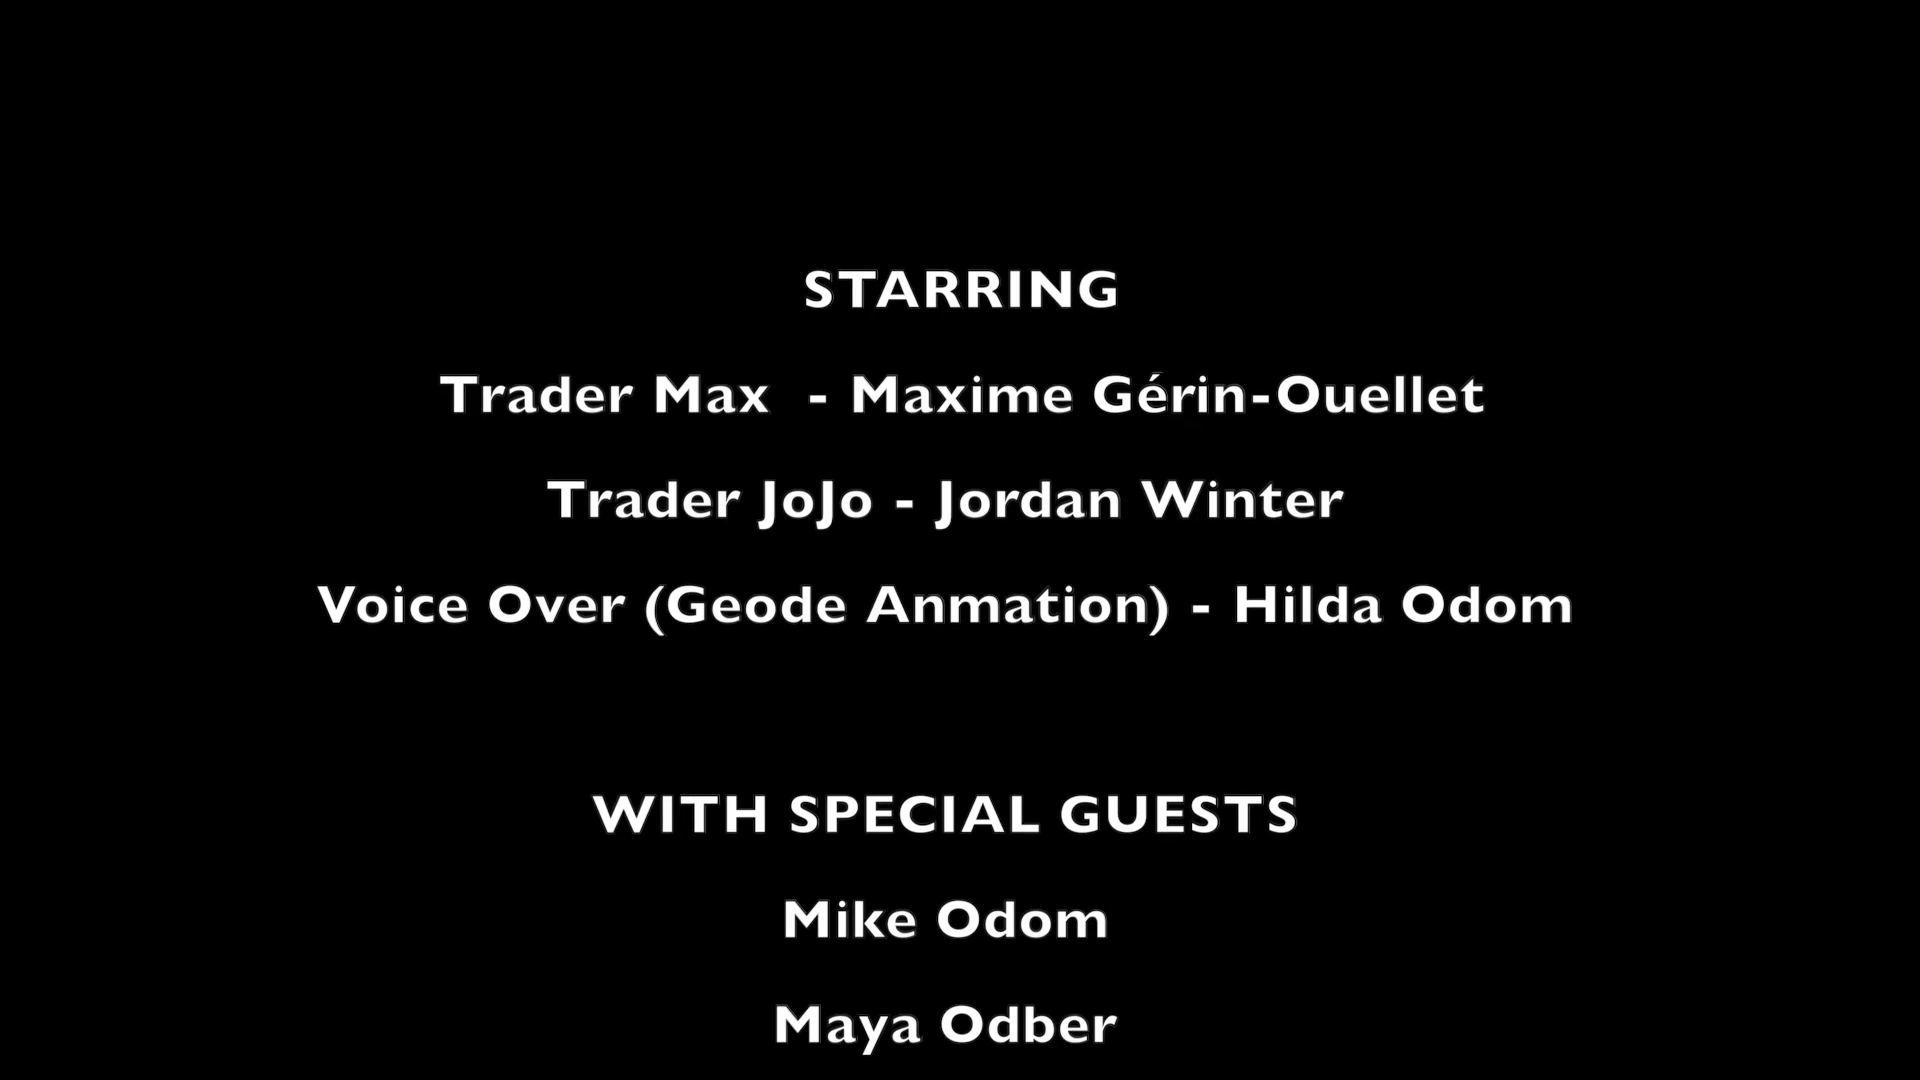 STARRING
Trader Max  - Maxime Gérin-Ouellet
Trader JoJo - Jordan Winter
Voice Over (Geode Anmation) - Hilda Odom
WITH SPECIAL GUESTS
Mike Odom
Maya Odber